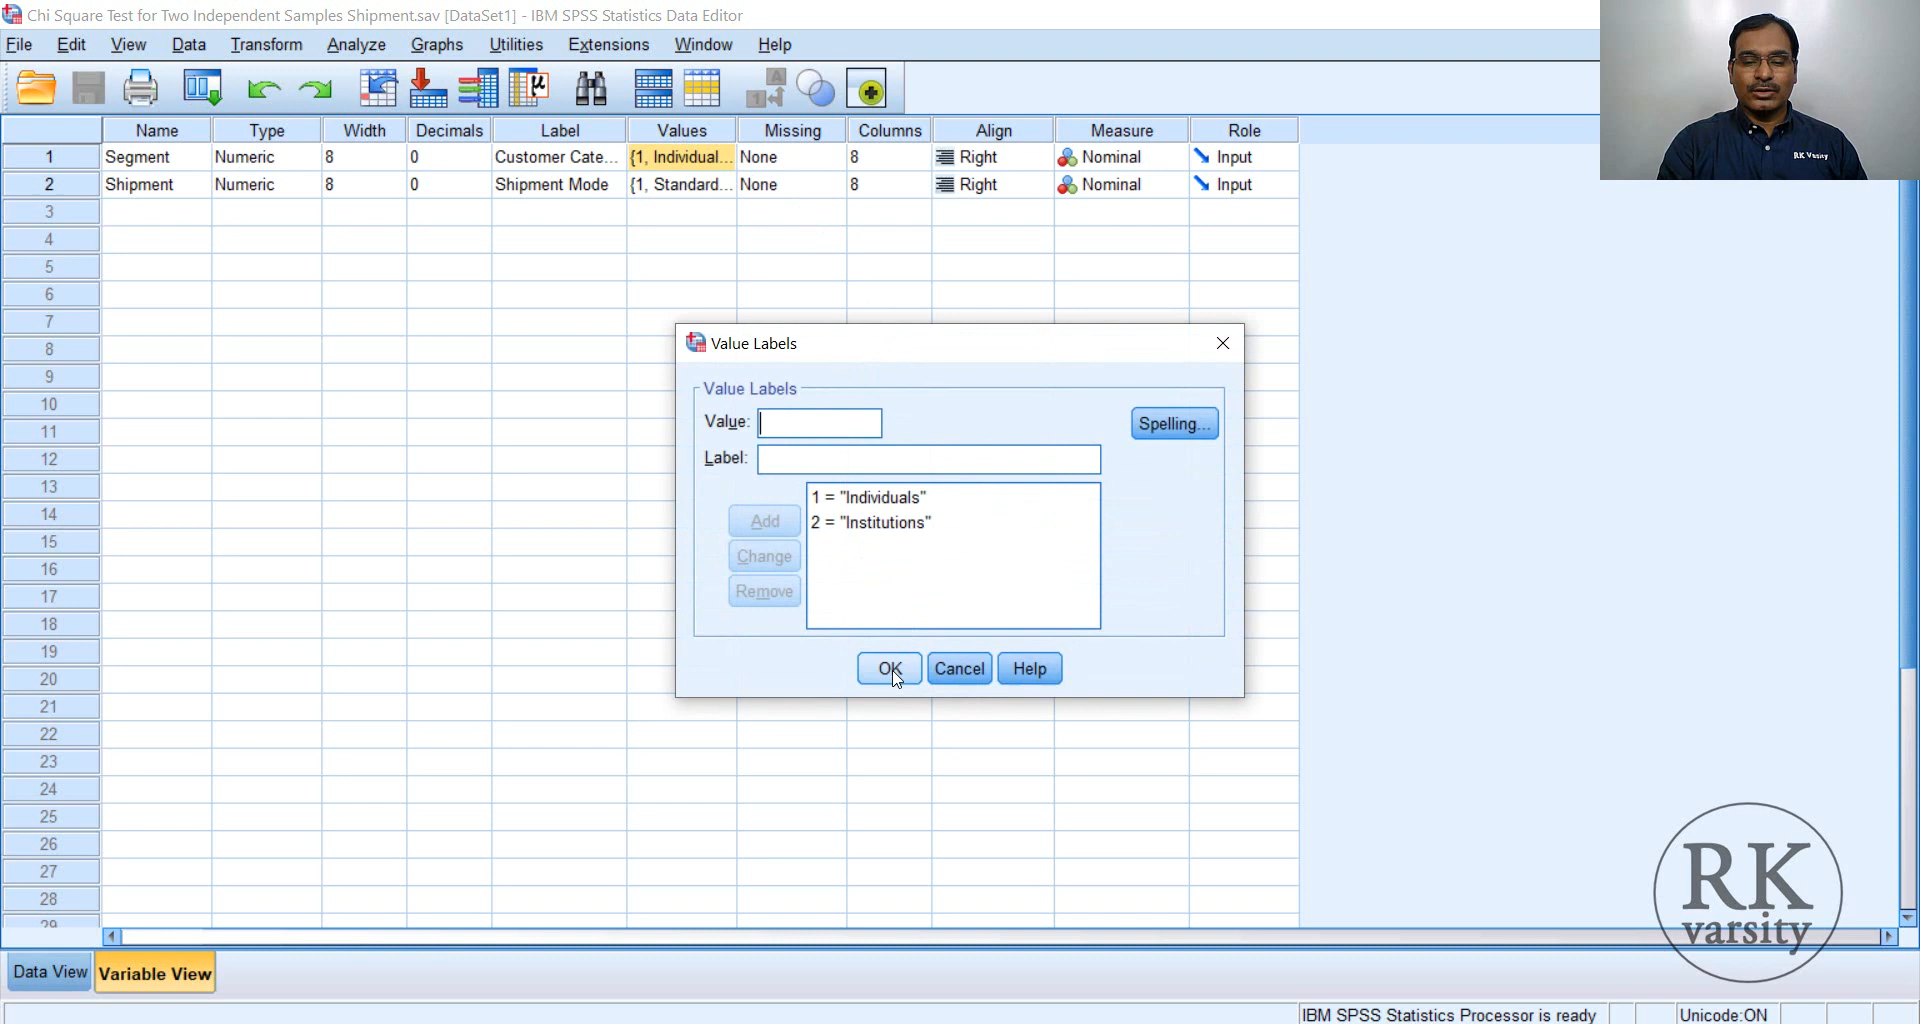 Chi Square Test for Two Independent Samples Shipment.sav [DataSet1] - IBM SPSS Statistics Data Editor
File Edit View Data Transform Analyze Graphs Utilities Extensions Window Help
Name Type Width Decimals Label Values Missing Columns Align Measure Role
1 Segment Numeric 8 0 Customer Cate... {1, Individual... None 8 Right Nominal Input
2 Shipment Numeric 8 0 Shipment Mode {1, Standard... None 8 Right Nominal Input
3
4
5
6
7
8
9
10
11
12
13
14
15
16
17
18
19
20
21
22
23
24
25
26
27
28
29
Value Labels
Value Labels
Value:
Spelling...
Label:
1 = "Individuals"
2 = "Institutions"
Add
Change
Remove
OK Cancel Help
RK Varsity
RK
varsity
Data View Variable View
IBM SPSS Statistics Processor is ready Unicode:ON